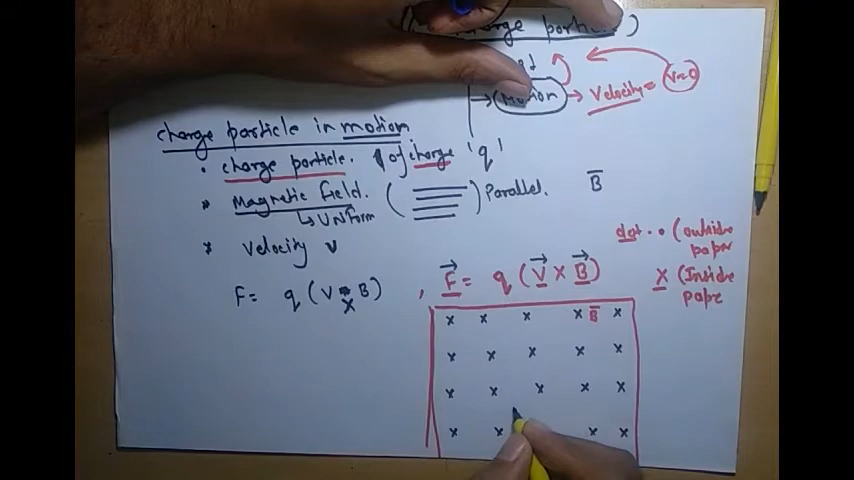 charge particle )
Motion → Velocity = V=0
charge particle in motion
• charge particle. of charge 'q'
* Magnetic field. ( ) Parallel. B̅
↳ UNIform
* Velocity v
dot . • (outside paper
X (Inside pape
F = q ( V B )
X
, F⃗ = q ( V⃗ X B⃗ )
x x x x B̅ x
x x x x x
x x x x x
x x x x